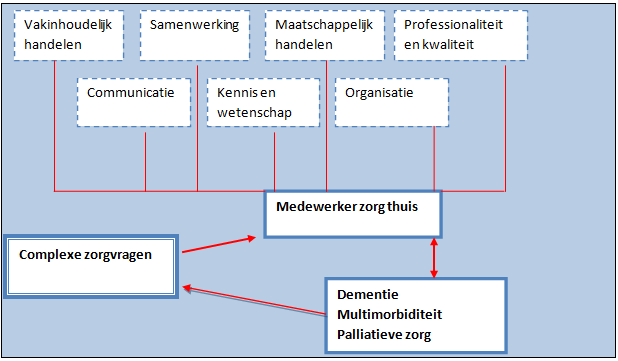 Vakinhoudelijk
handelen
Samenwerking
Maatschappelijk
handelen
Professionaliteit
en kwaliteit
Communicatie
Kennis en
wetenschap
Organisatie
Medewerker zorg thuis
Complexe zorgvragen
Dementie
Multimorbiditeit
Palliatieve zorg